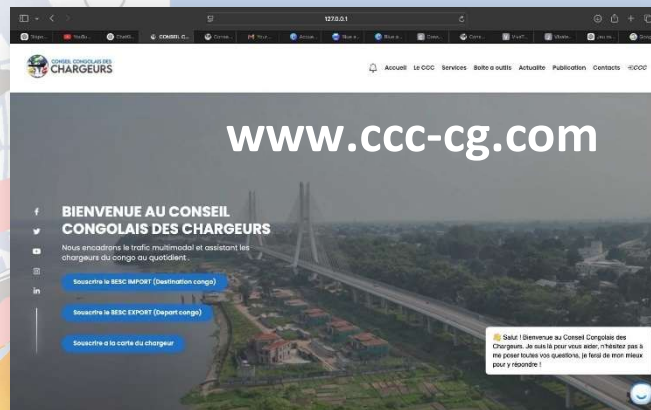 127.0.0.1
YouTu...
CONSEIL C...
CONSEIL CONGOLAIS DES
CHARGEURS
Accueil Le CCC Services Boite a outils Actualite Publication Contacts CCC
www.ccc-cg.com
BIENVENUE AU CONSEIL
CONGOLAIS DES CHARGEURS
Nous encadrons le trafic multimodal et assistant les
chargeurs du congo au quotidient .
Souscrire le BESC IMPORT (Destination congo)
Souscrire le BESC EXPORT (Depart congo)
Souscrire a la carte du chargeur
Salut ! Bienvenue au Conseil Congolais des
Chargeurs. Je suis là pour vous aider, n'hésitez pas à
me poser toutes vos questions, je ferai de mon mieux
pour y répondre !